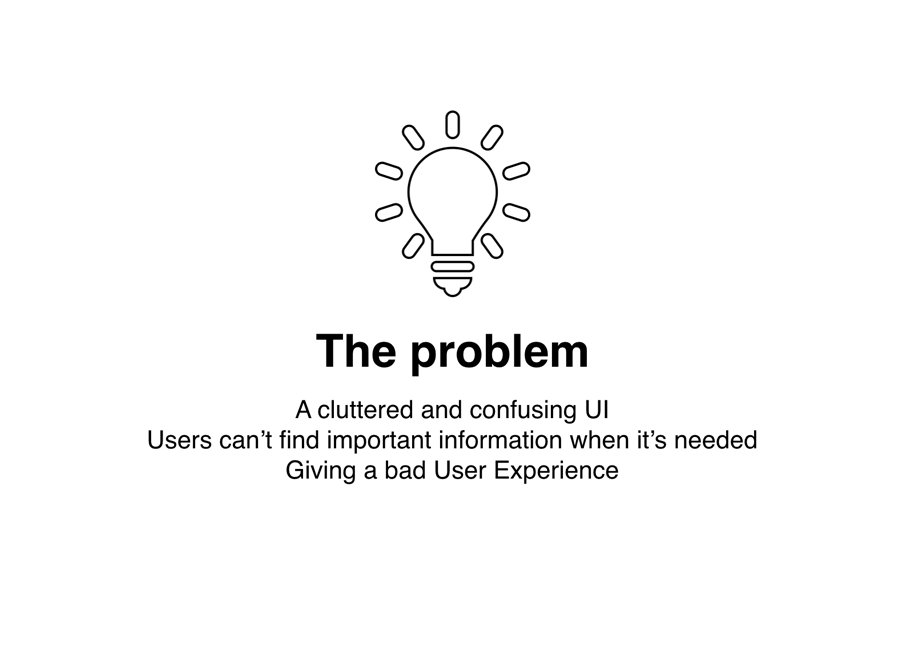 The problem
A cluttered and confusing UI
Users can’t find important information when it’s needed
Giving a bad User Experience